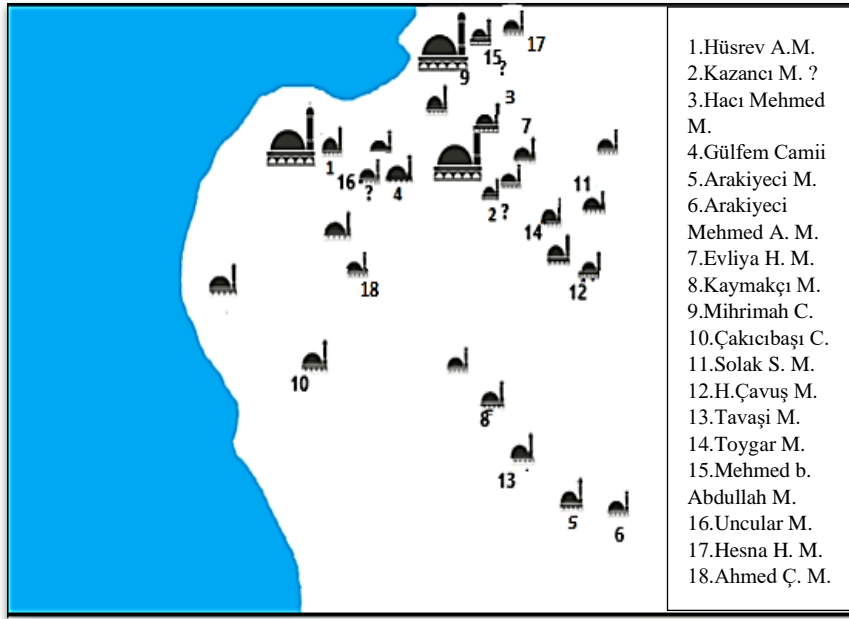 17
15
?
9
3
7
1
16
?
4
11
2 ?
14
12
18
10
8
13
5
6
1.Hüsrev A.M.
2.Kazancı M. ?
3.Hacı Mehmed
M.
4.Gülfem Camii
5.Arakiyeci M.
6.Arakiyeci
Mehmed A. M.
7.Evliya H. M.
8.Kaymakçı M.
9.Mihrimah C.
10.Çakıcıbaşı C.
11.Solak S. M.
12.H.Çavuş M.
13.Tavaşi M.
14.Toygar M.
15.Mehmed b.
Abdullah M.
16.Uncular M.
17.Hesna H. M.
18.Ahmed Ç. M.